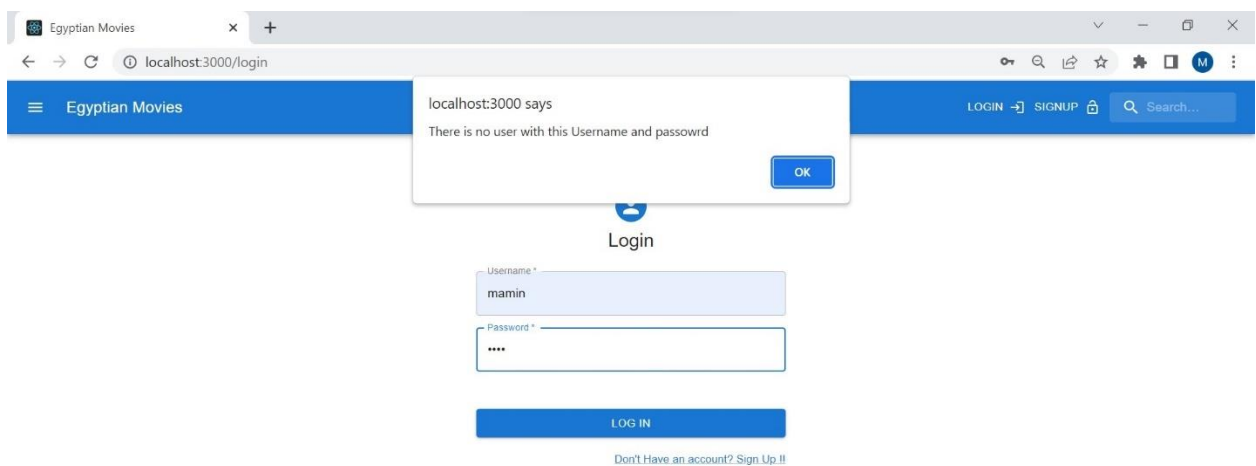 Egyptian Movies
localhost:3000/login
M
Egyptian Movies
LOGIN SIGNUP Search...
localhost:3000 says
There is no user with this Username and passowrd
OK
Login
Username *
mamin
Password *
••••
LOG IN
Don't Have an account? Sign Up !!